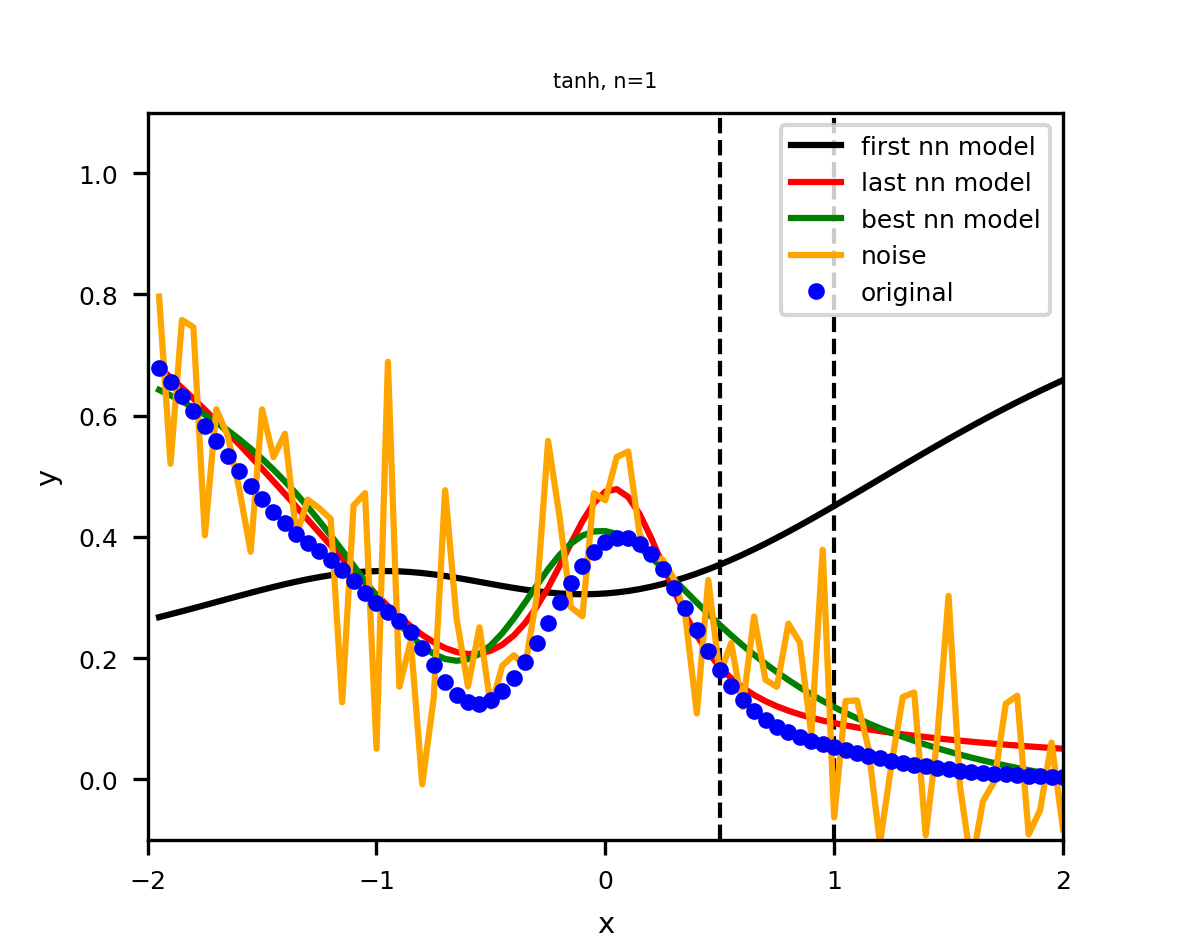 tanh, n=1
first nn model
last nn model
best nn model
noise
original
1.0
0.8
0.6
0.4
0.2
0.0
y
−2
−1
0
1
2
x